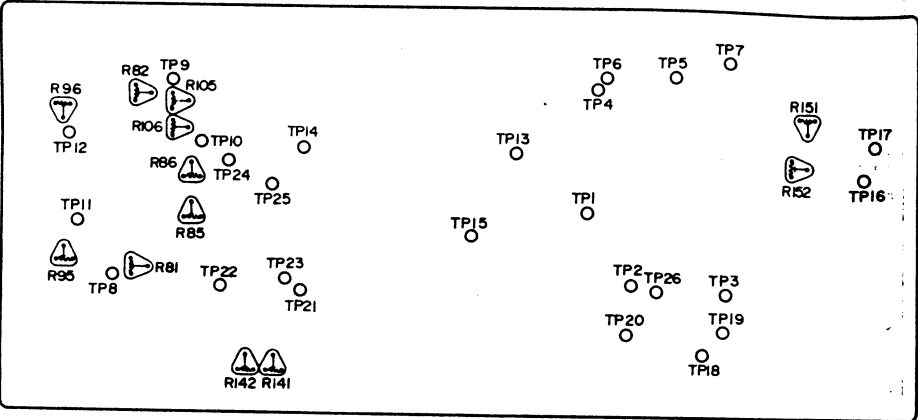 TP7
TP9
TP6
TP5
R82
R105
R96
TP4
R151
R106
TP14
TP13
TP17
TP12
TP10
R86
TP24
R152
TP16
TP25
TP11
TP1
TP15
R85
TP23
R95
R81
TP22
TP2
TP26
TP3
TP8
TP21
TP20
TP19
TP18
R142
R141